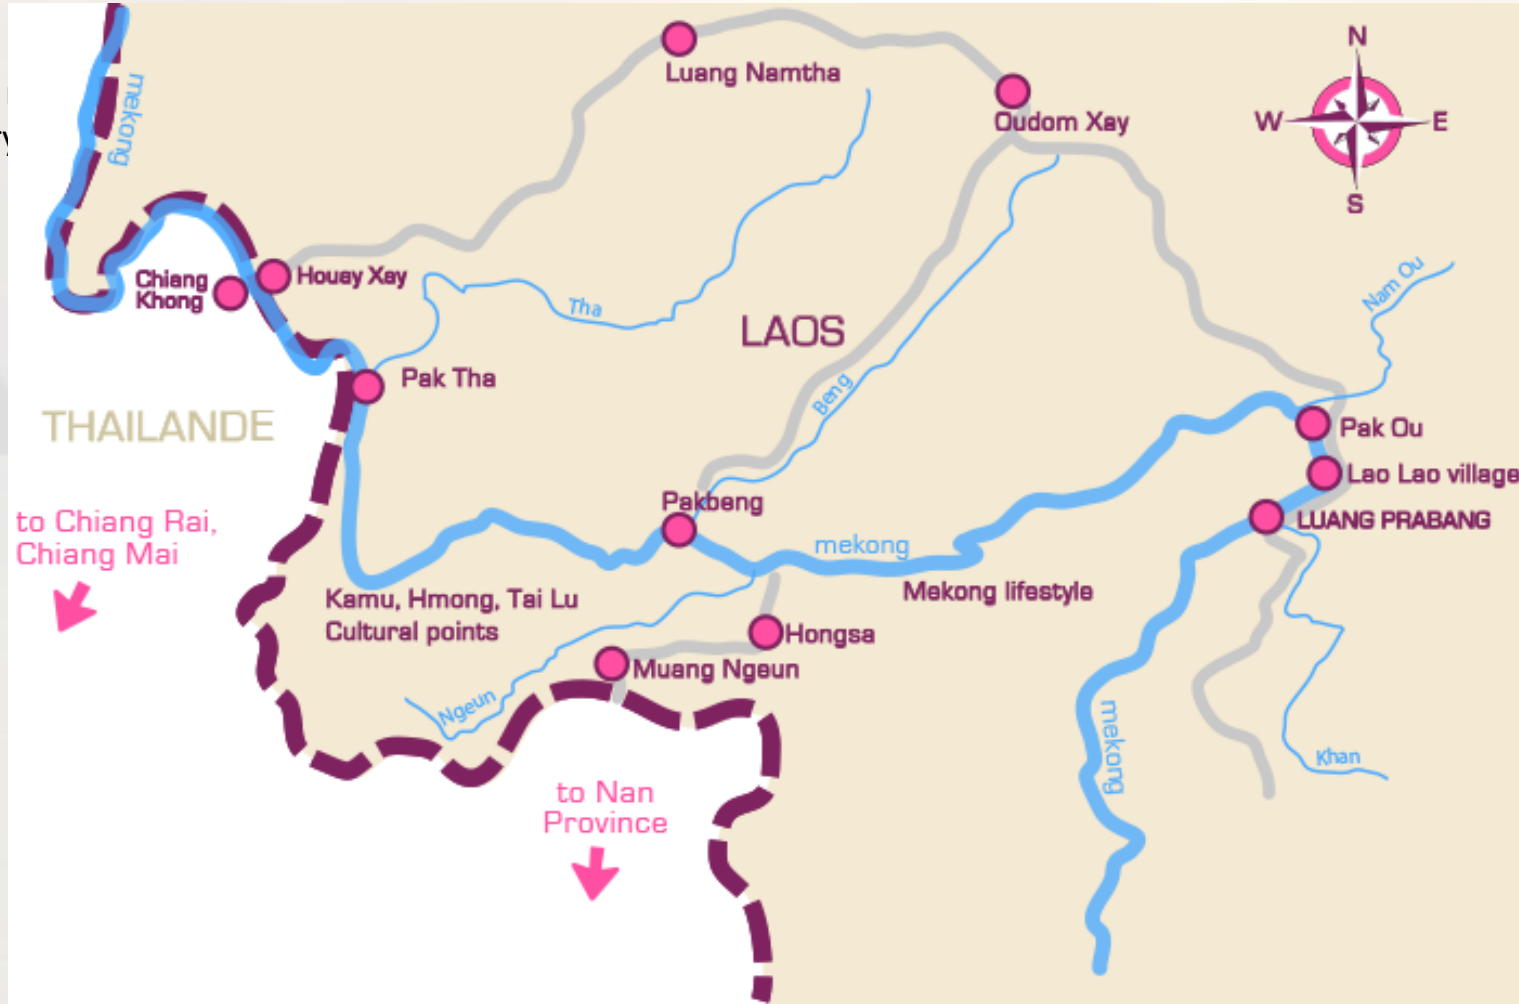 N
Luang Namtha
mekong
Oudom Xay
W
E
S
Chiang
Khong
Houay Xay
Nam Ou
Tha
LAOS
Pak Tha
Beng
THAILANDE
Pak Ou
Lao Lao village
Pakbeng
LUANG PRABANG
to Chiang Rai,
Chiang Mai
mekong
Mekong lifestyle
Kamu, Hmong, Tai Lu
Cultural points
Hongsa
Muang Ngeun
Ngeun
mekong
Khan
to Nan
Province